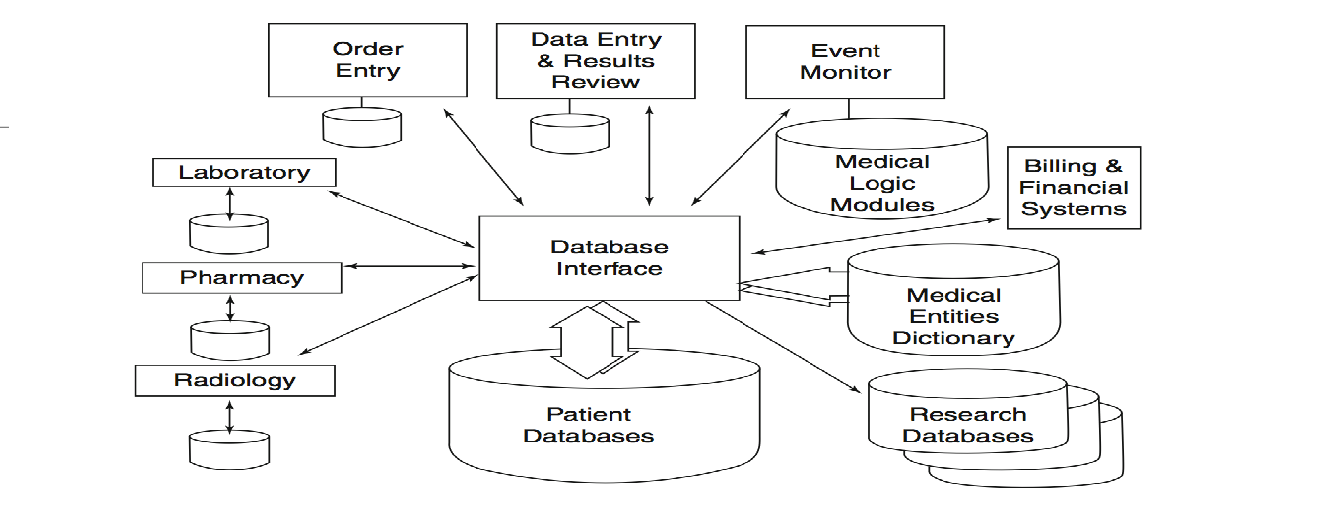 Order
Entry
Data Entry
& Results
Review
Event
Monitor
Laboratory
Medical
Logic
Modules
Billing &
Financial
Systems
Database
Interface
Pharmacy
Medical
Entities
Dictionary
Radiology
Patient
Databases
Research
Databases